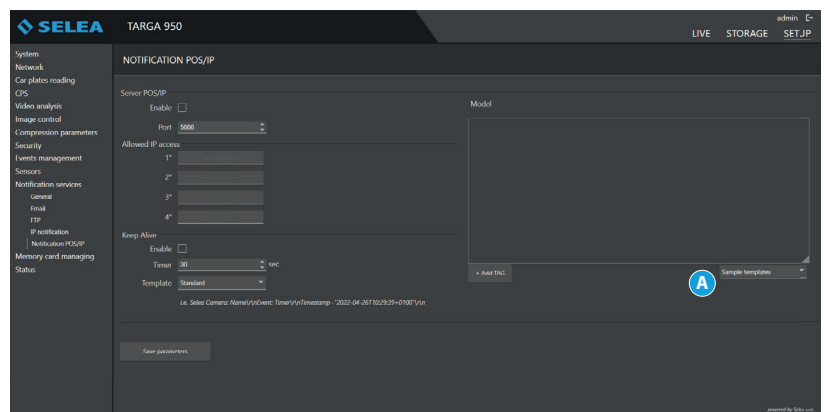 SELEA
TARGA 950
admin
LIVE STORAGE SETUP
System
Network
Car plates reading
CPS
Video analysis
Image control
Compression parameters
Security
Events management
Sensors
Notification services
General
Email
FTP
IP notification
Notification POS/IP
Memory card managing
Status
NOTIFICATION POS/IP
Server POS/IP
Enable
Port 5666
Allowed IP access
1°
2°
3°
4°
Keep Alive
Enable
Timer 30 sec
Template Standard
i.e. Selea Camera: Name\r\nEvent: Timer\r\nTimestamp - "2022-04-26T10:29:39+0100"\r\n
Save parameters
Model
+ Add TAG
A
Sample templates
powered by Selea s.r.l.